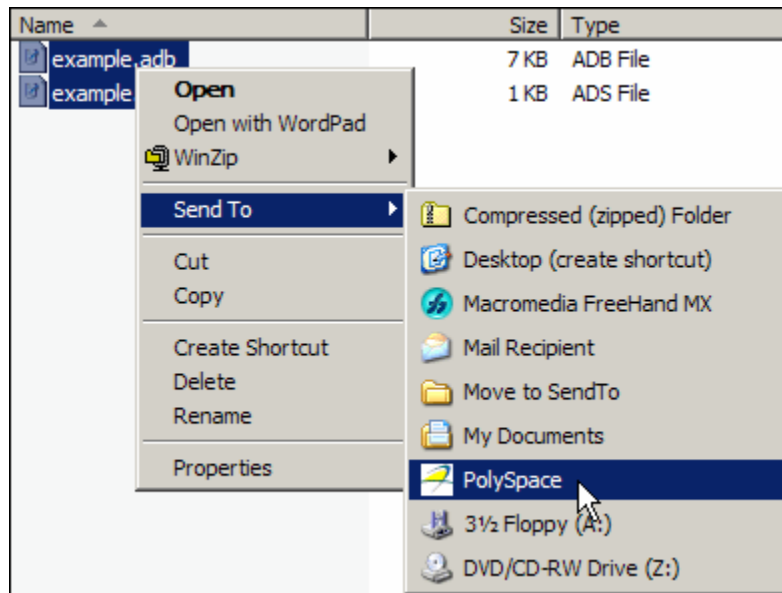 Name Size Type
example.adb 7 KB ADB File
example. 1 KB ADS File
Open
Open with WordPad
WinZip
Send To
Cut
Copy
Create Shortcut
Delete
Rename
Properties
Compressed (zipped) Folder
Desktop (create shortcut)
Macromedia FreeHand MX
Mail Recipient
Move to SendTo
My Documents
PolySpace
3½ Floppy (A:)
DVD/CD-RW Drive (Z:)